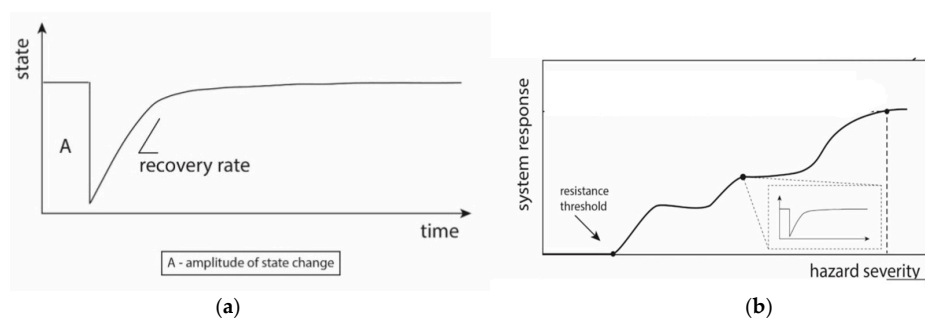 state
A
recovery rate
time
A - amplitude of state change
(a)
system response
resistance
threshold
hazard severity
(b)